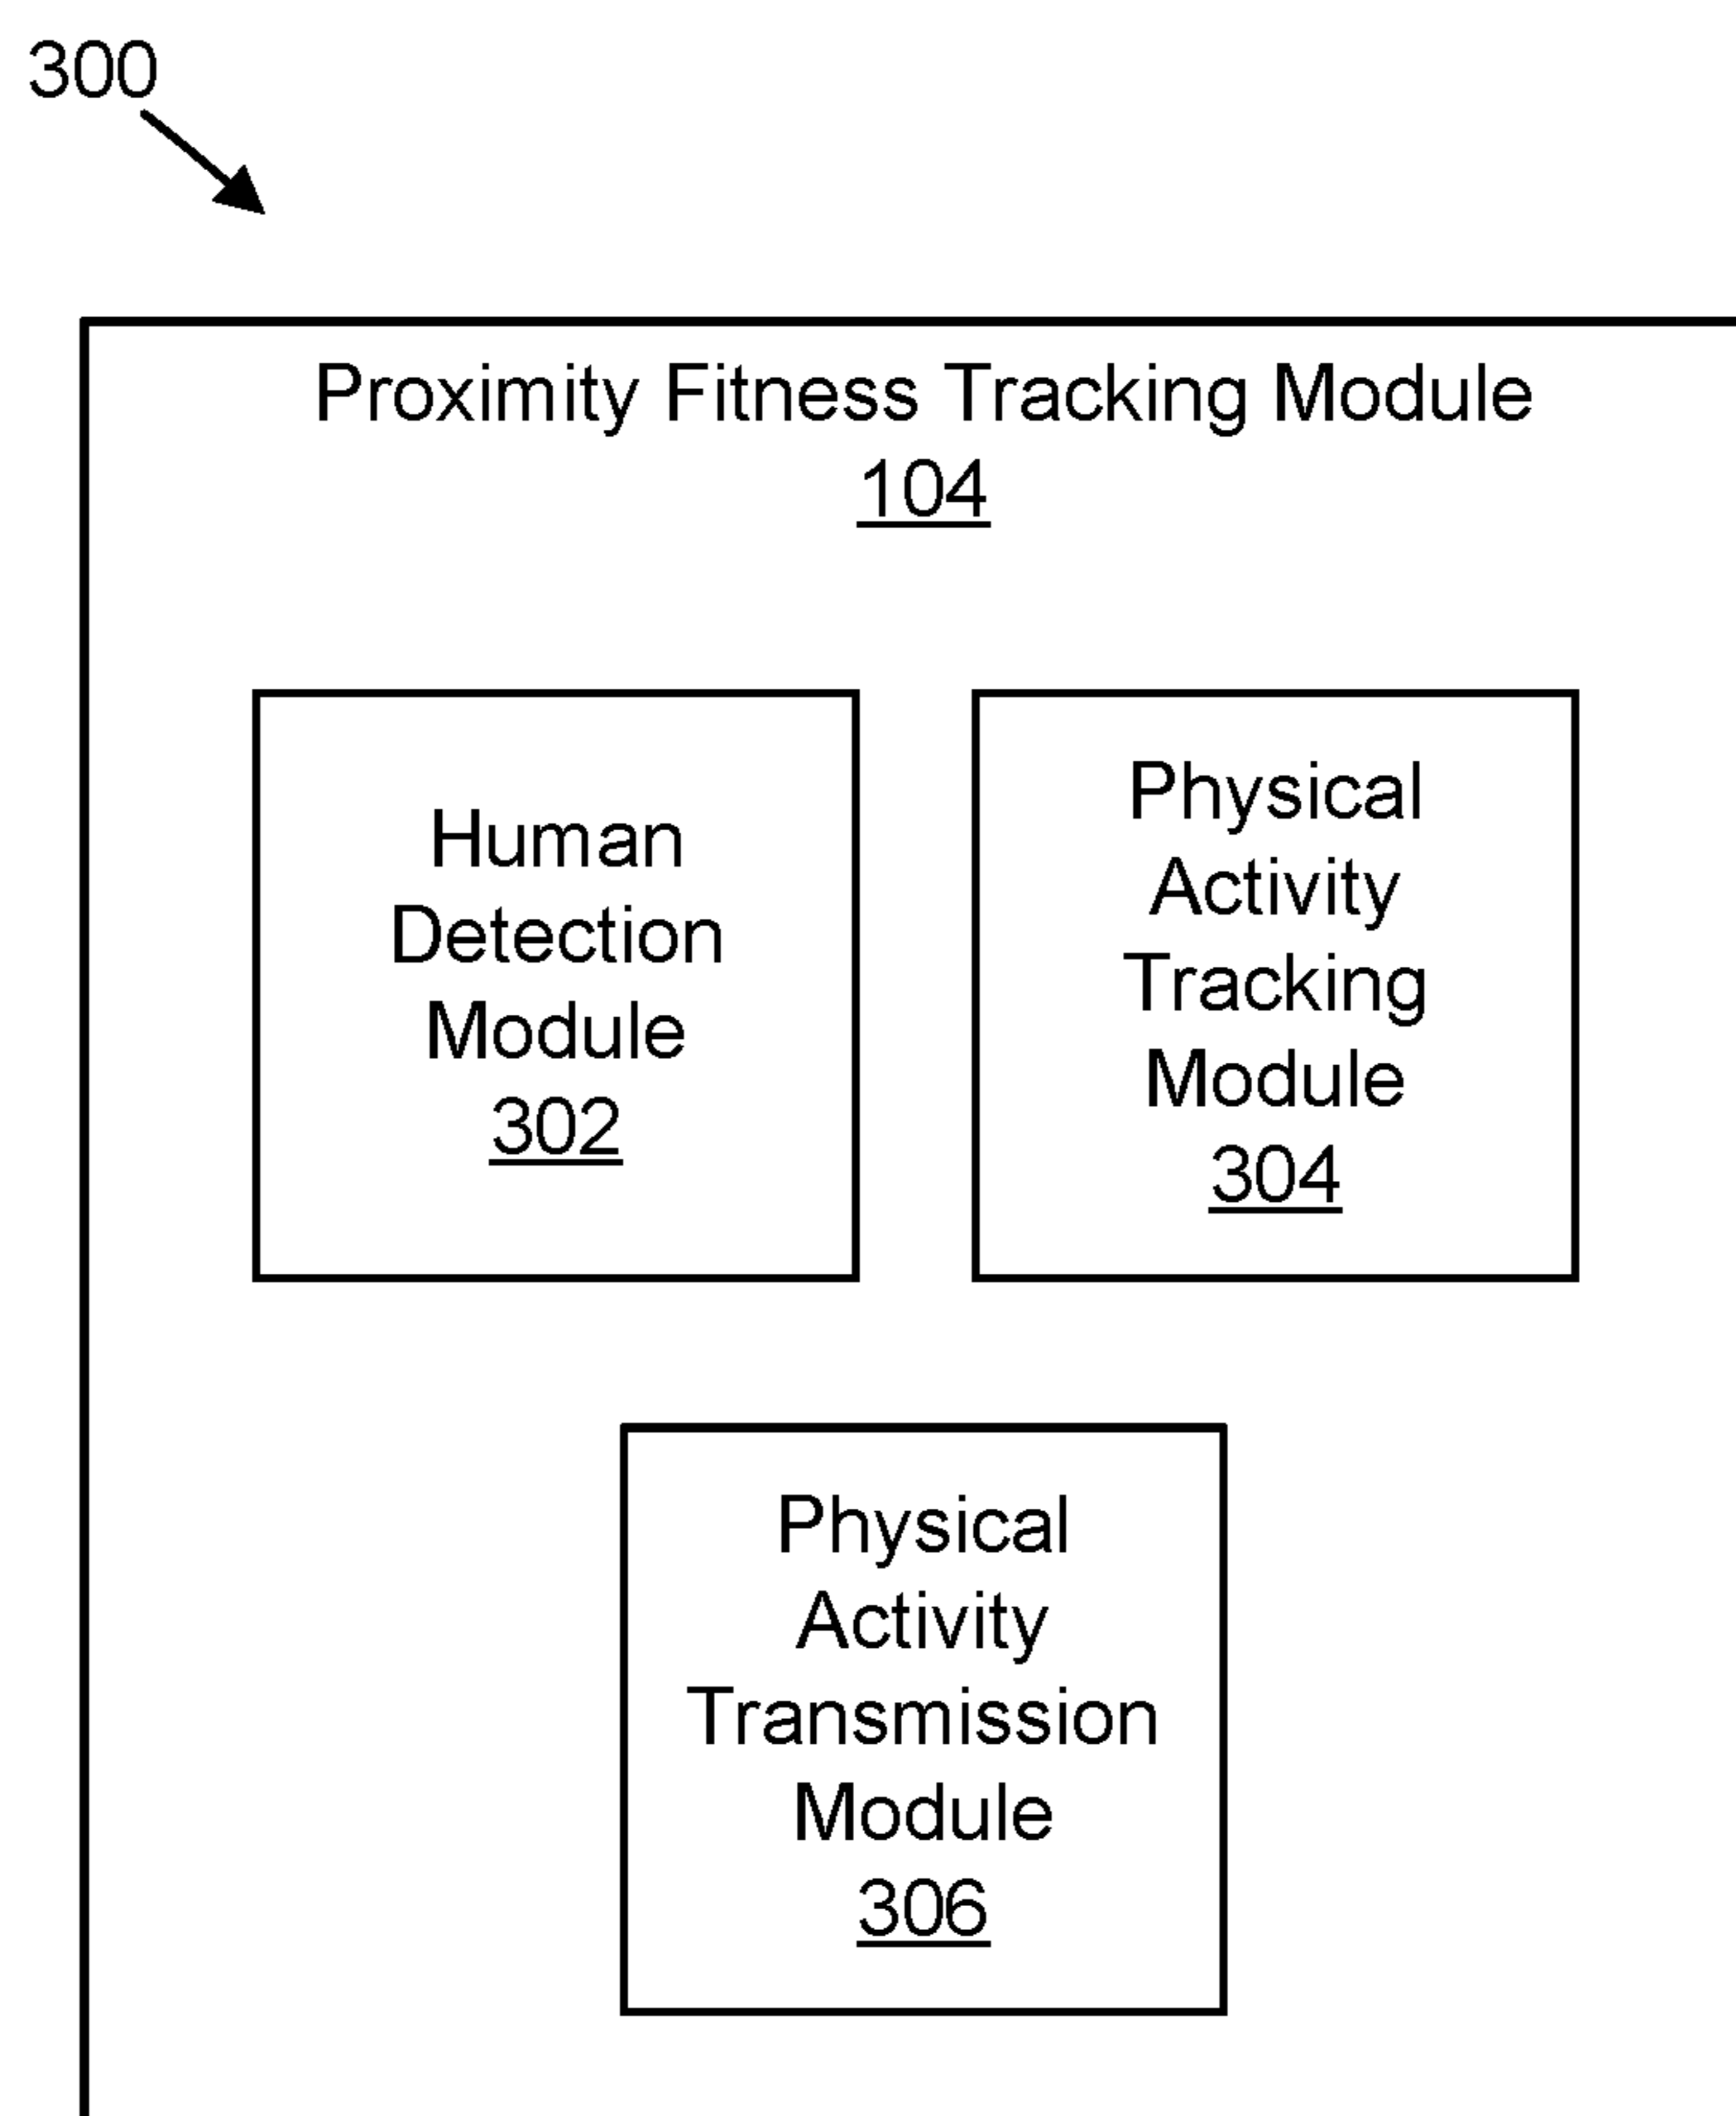 300
Proximity Fitness Tracking Module
104
Human
Detection
Module
302
Physical
Activity
Tracking
Module
304
Physical
Activity
Transmission
Module
306